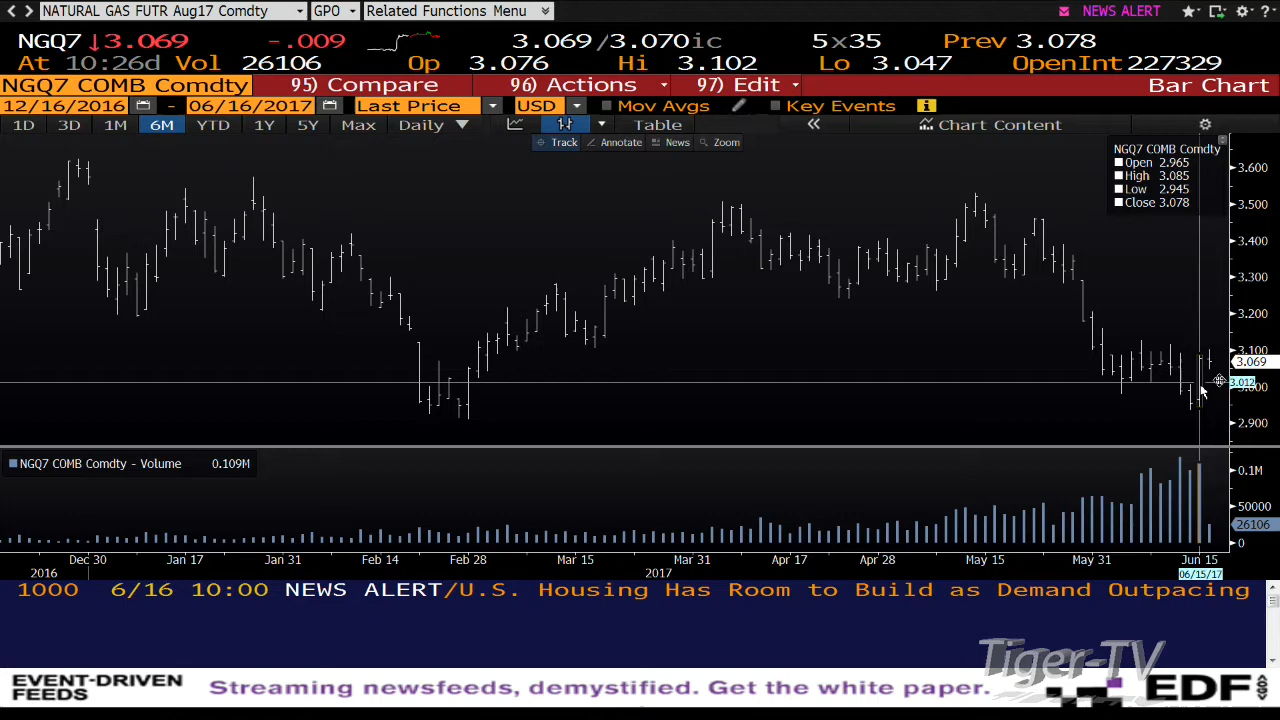 NATURAL GAS FUTR Aug17 Comdty GPO Related Functions Menu NEWS ALERT ?
NGQ7 ↓3.069 -.009 3.069/3.070ic 5x35 Prev 3.078
At 10:26d Vol 26106 Op 3.076 Hi 3.102 Lo 3.047 OpenInt 227329
NGQ7 COMB Comdty 95) Compare 96) Actions 97) Edit Bar Chart
12/16/2016 - 06/16/2017 Last Price USD Mov Avgs Key Events i
1D 3D 1M 6M YTD 1Y 5Y Max Daily Table « Chart Content
Track Annotate News Zoom
NGQ7 COMB Comdty
Open 2.965
High 3.085
Low 2.945
Close 3.078
3.600
3.500
3.400
3.300
3.200
3.100
3.069
3.012
3.000
2.900
NGQ7 COMB Comdty - Volume 0.109M
0.1M
50000
26106
0
Dec 30 Jan 17 Jan 31 Feb 14 Feb 28 Mar 15 Mar 31 Apr 17 Apr 28 May 15 May 31 Jun 15
2016 2017 06/15/17
1000 6/16 10:00 NEWS ALERT/U.S. Housing Has Room to Build as Demand Outpacing
Tiger-TV
EVENT-DRIVEN
FEEDS
Streaming newsfeeds, demystified. Get the white paper.
EDF